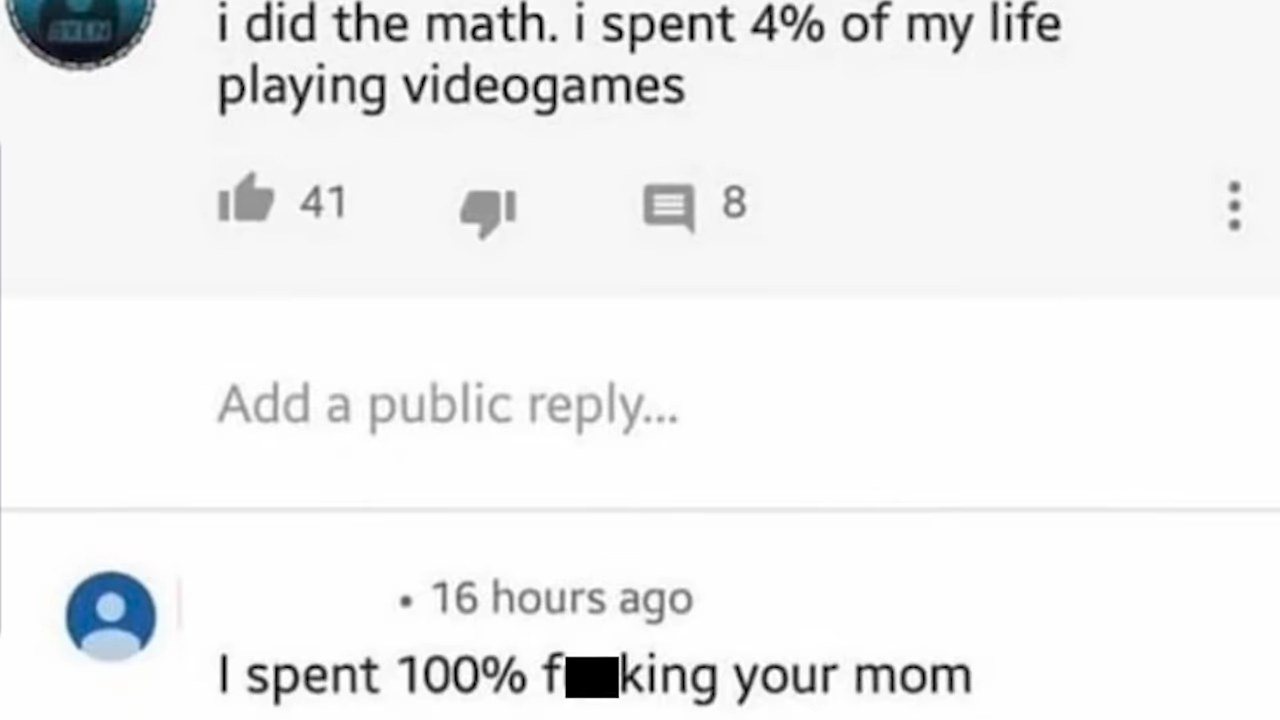 i did the math. i spent 4% of my life
playing videogames
41 8
Add a public reply...
• 16 hours ago
I spent 100% f king your mom